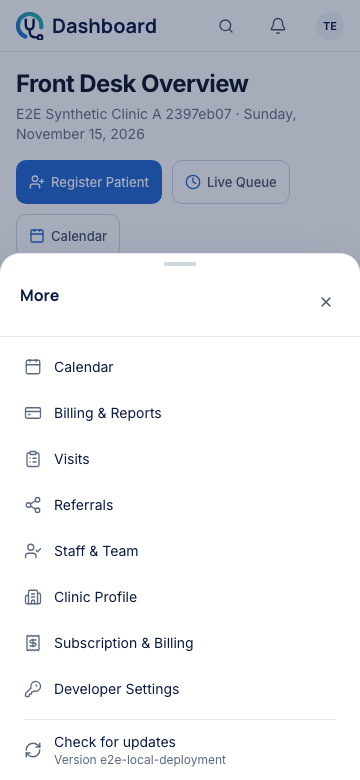 Dashboard
TE
Front Desk Overview
E2E Synthetic Clinic A 2397eb07 · Sunday,
November 15, 2026
Register Patient
Live Queue
Calendar
More
Calendar
Billing & Reports
Visits
Referrals
Staff & Team
Clinic Profile
Subscription & Billing
Developer Settings
Check for updates
Version e2e-local-deployment